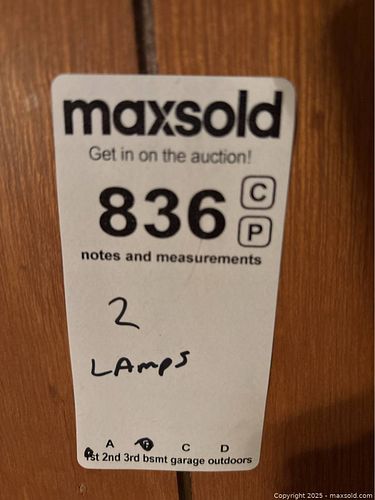 maxsold
Get in on the auction!
836 C P
notes and measurements
2
LAmps
A B C D
1st 2nd 3rd bsmt garage outdoors
Copyright 2025 - maxsold.com